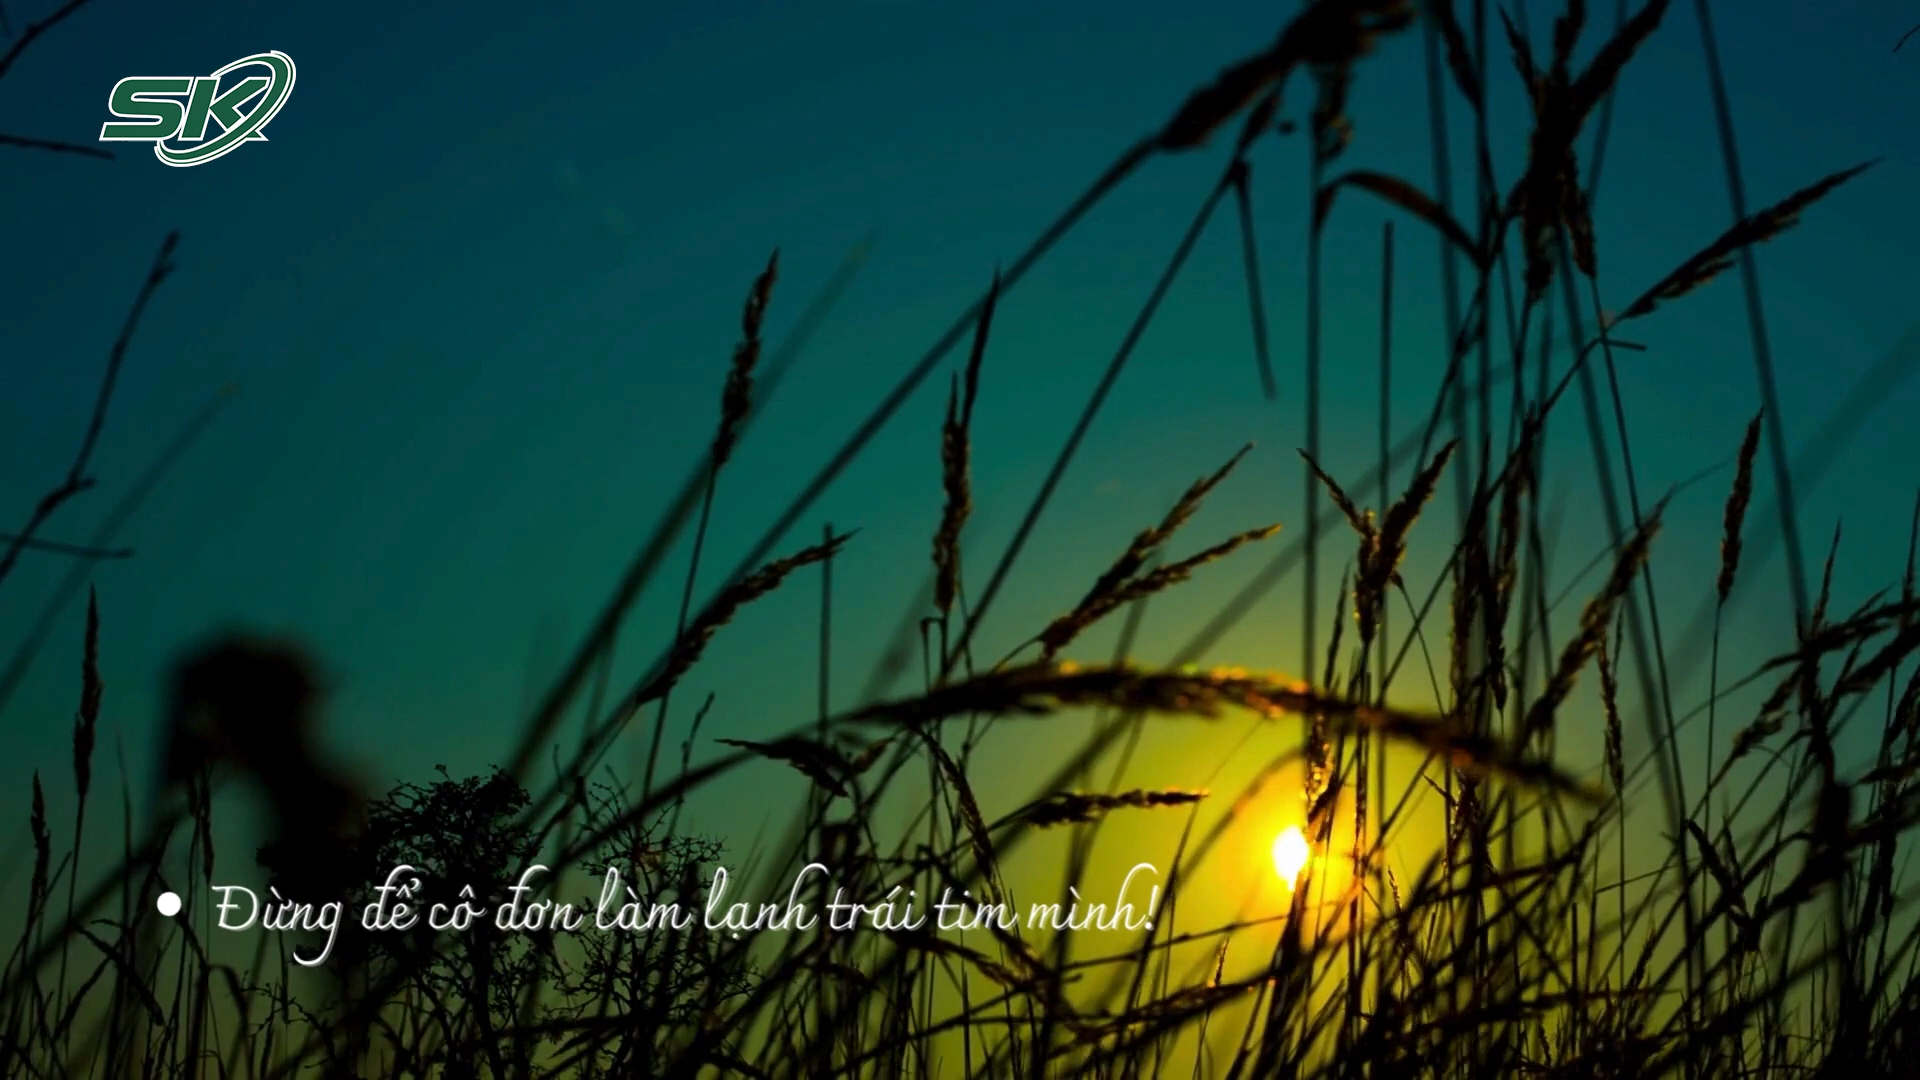 SK
• Đừng để cô đơn làm lạnh trái tim mình!